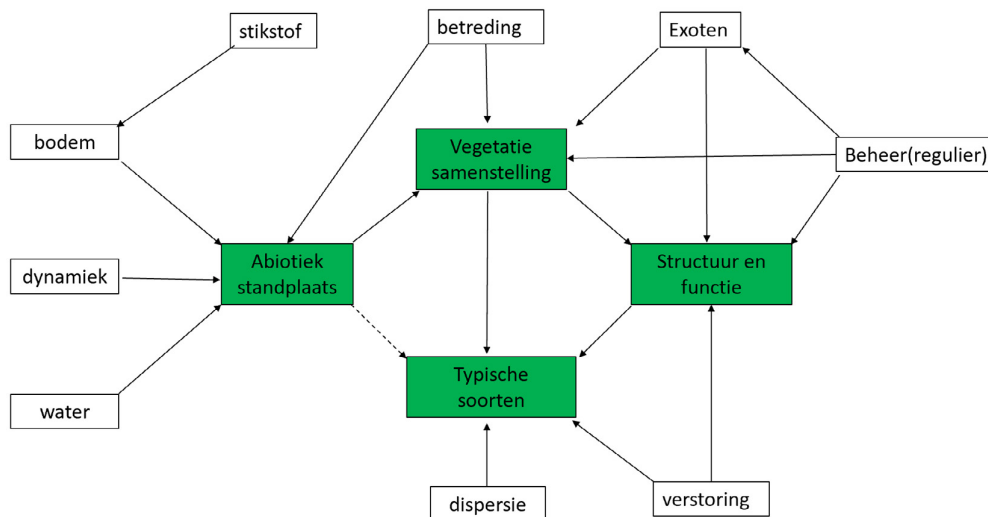 stikstof
betreding
Exoten
bodem
Vegetatie
samenstelling
Beheer(regulier)
dynamiek
Abiotiek
standplaats
Structuur en
functie
water
Typische
soorten
dispersie
verstoring